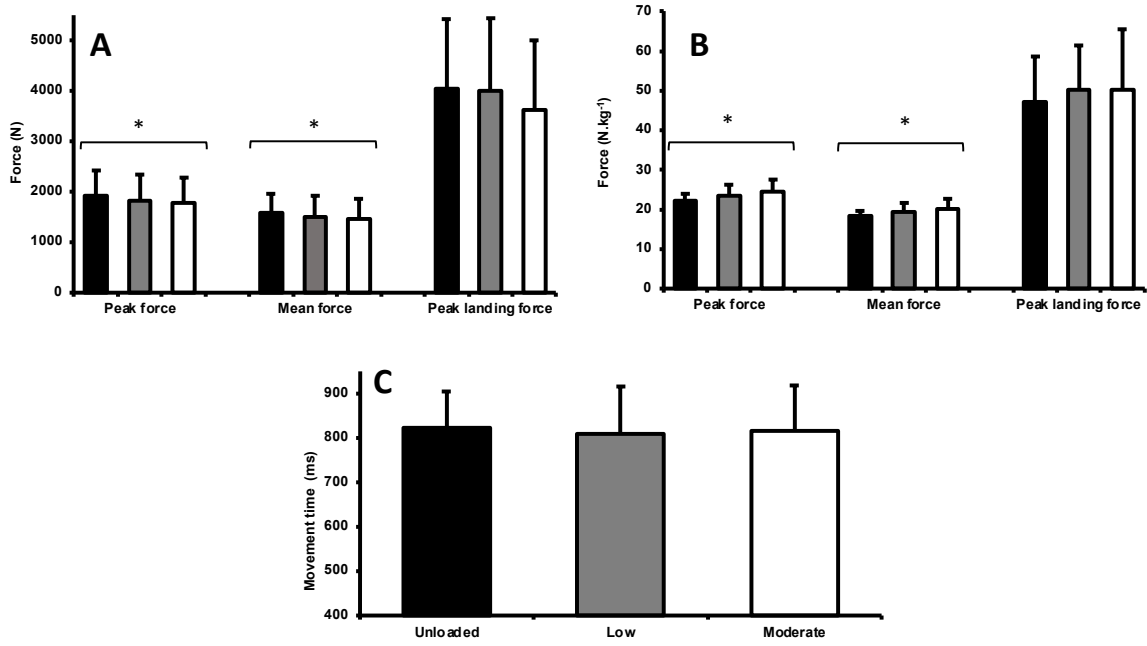 A
Force (N)
5000
4000
3000
2000
1000
0
*
*
Peak force
Mean force
Peak landing force
B
Force (N.kg⁻¹)
70
60
50
40
30
20
10
0
*
*
Peak force
Mean force
Peak landing force
C
Movement time (ms)
900
800
700
600
500
400
Unloaded
Low
Moderate